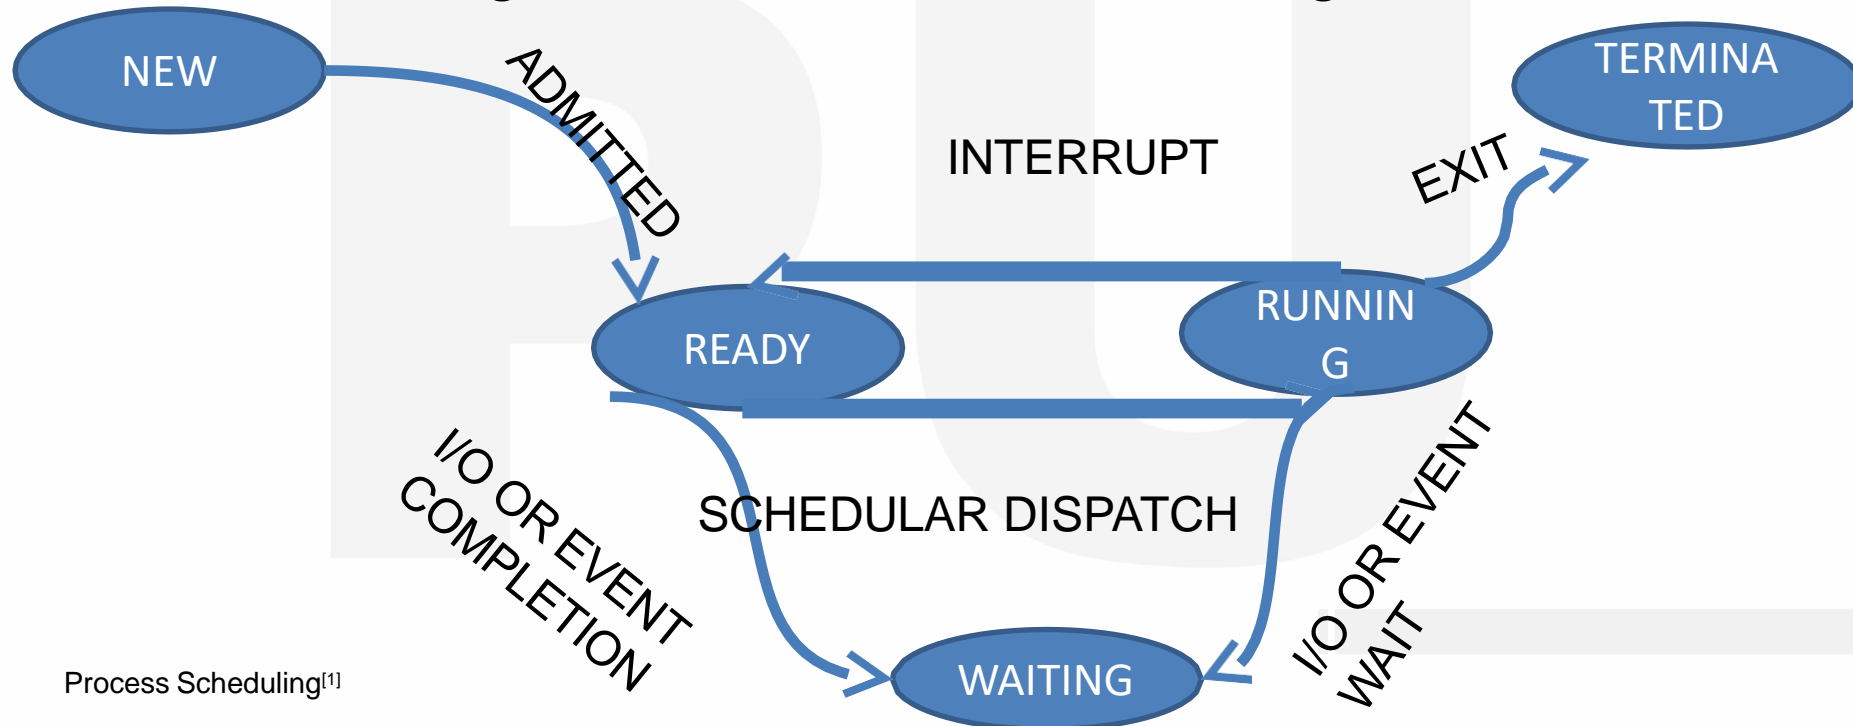 NEW
ADMITTED
INTERRUPT
EXIT
TERMINA
TED
READY
RUNNIN
G
I/O OR EVENT
COMPLETION
SCHEDULAR DISPATCH
I/O OR EVENT
WAIT
WAITING
Process Scheduling[1]